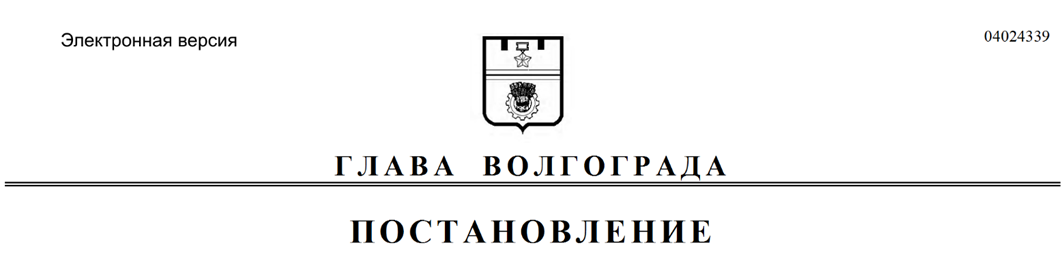 Электронная версия
04024339
ГЛАВА ВОЛГОГРАДА
ПОСТАНОВЛЕНИЕ